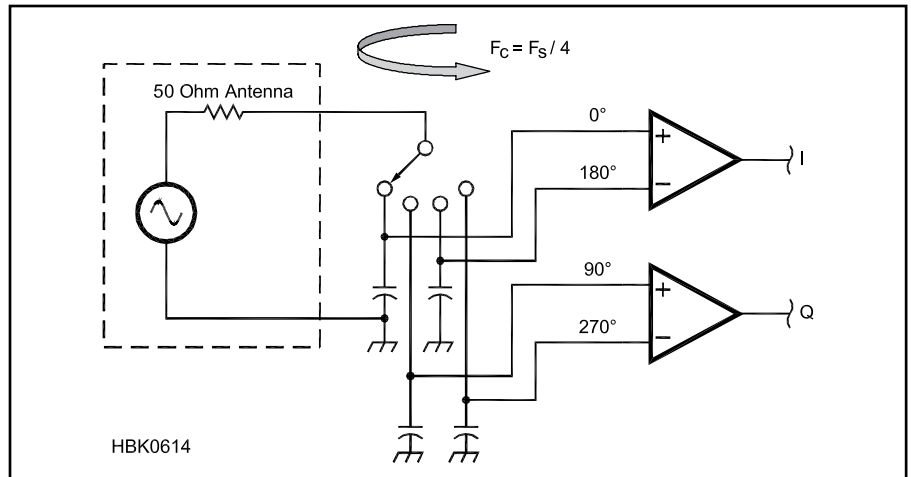 F_C = F_S / 4
50 Ohm Antenna
0°
+
I
180°
−
90°
+
Q
270°
−
HBK0614